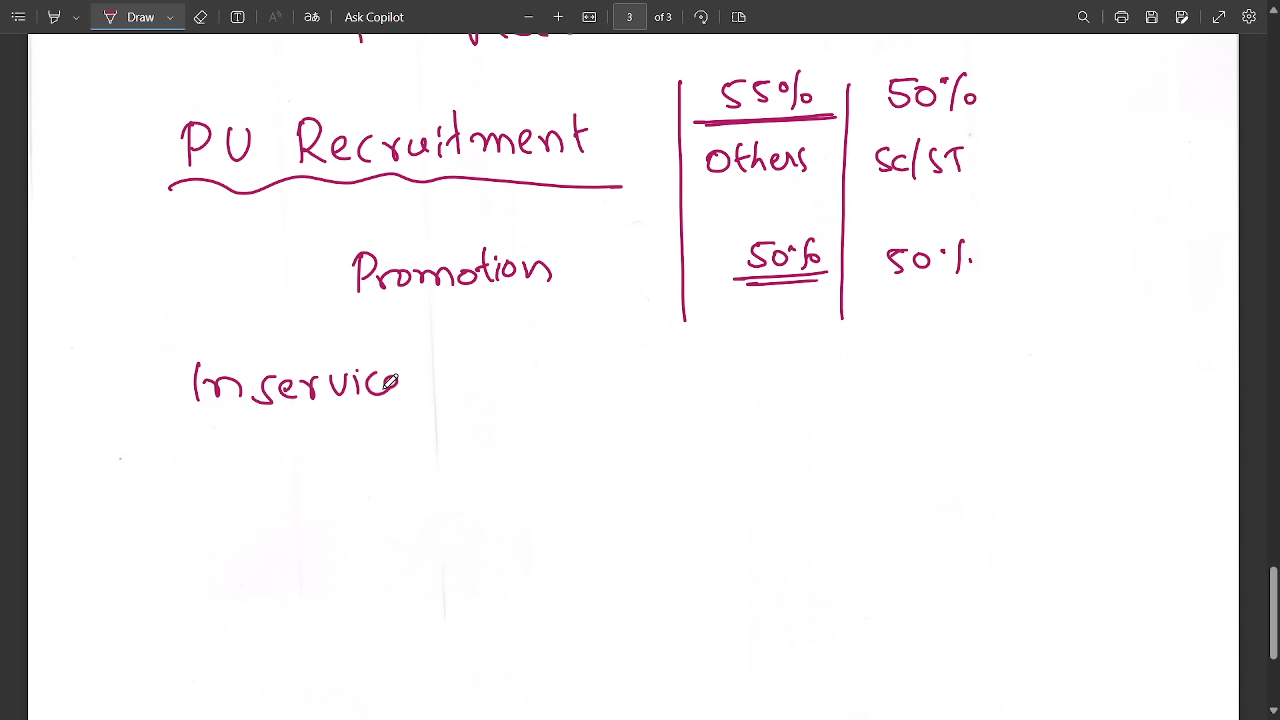 Draw
Ask Copilot
3 of 3
55% 50%
PU Recruitment
Others SC/ST
Promotion 50% 50%
Inservice